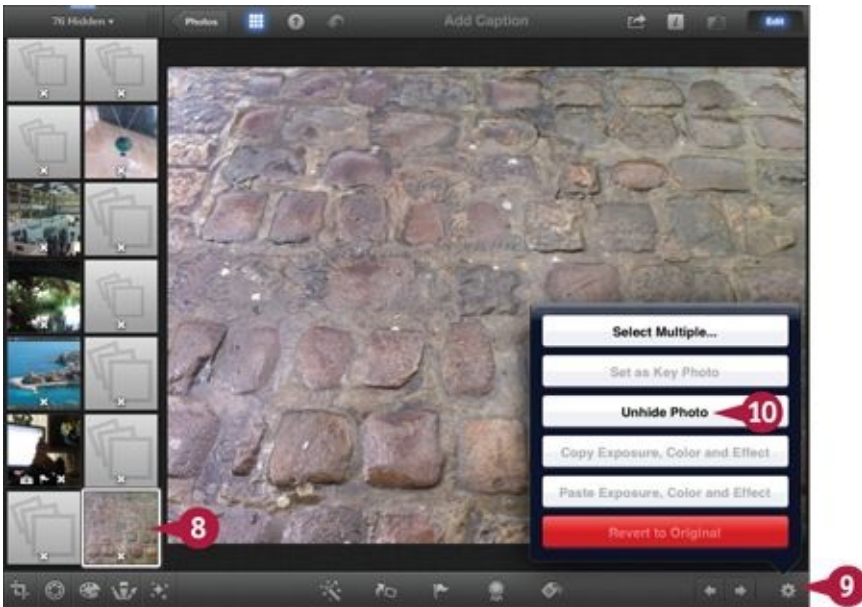 76 Hidden
Photos
?
Add Caption
i
Edit
Select Multiple...
Set as Key Photo
Unhide Photo
10
Copy Exposure, Color and Effect
Paste Exposure, Color and Effect
Revert to Original
8
9